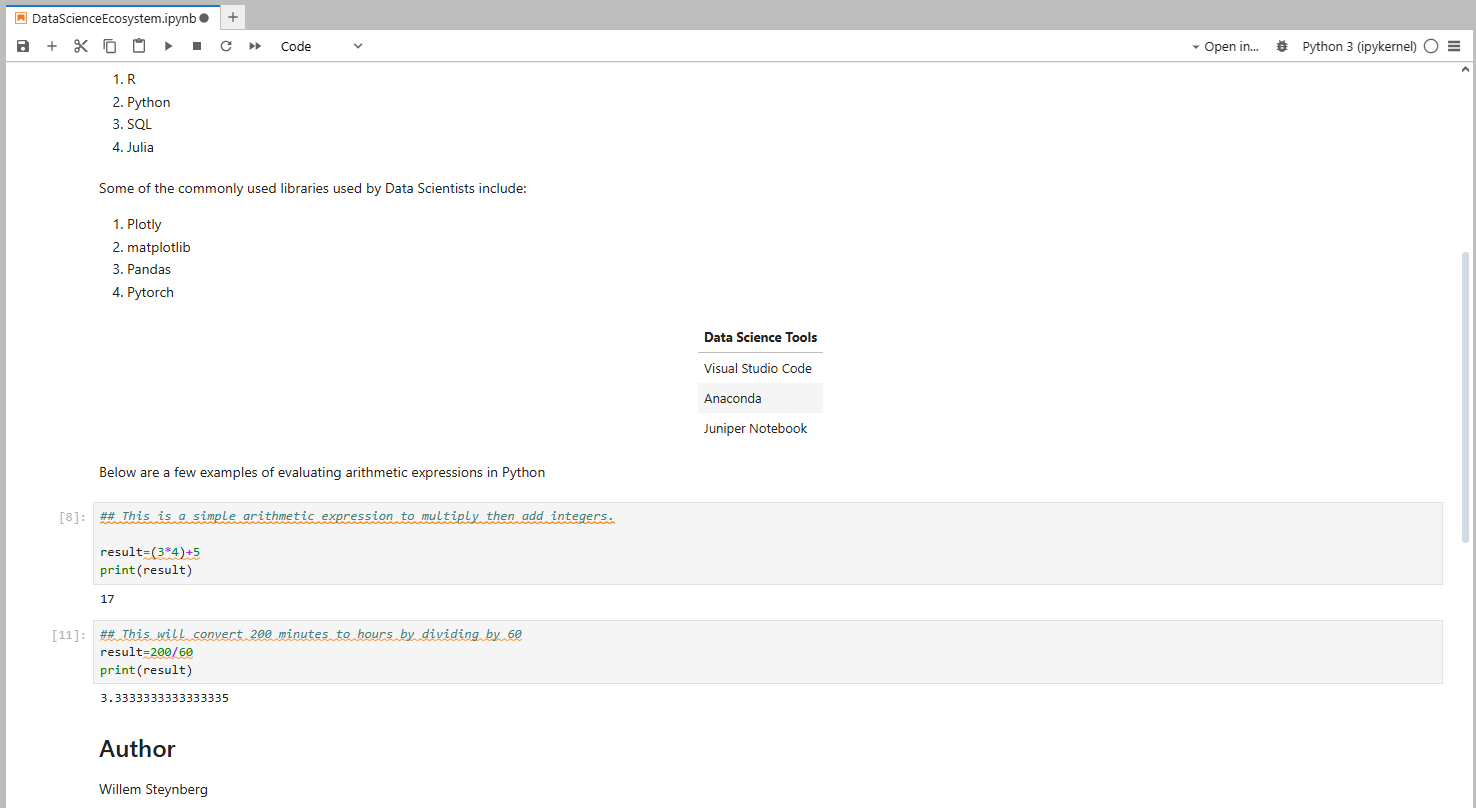 DataScienceEcosystem.ipynb
Code
Open in...
Python 3 (ipykernel)
1. R
2. Python
3. SQL
4. Julia
Some of the commonly used libraries used by Data Scientists include:
1. Plotly
2. matplotlib
3. Pandas
4. Pytorch
Data Science Tools
Visual Studio Code
Anaconda
Juniper Notebook
Below are a few examples of evaluating arithmetic expressions in Python
[8]: ## This is a simple arithmetic expression to multiply then add integers.
result=(3*4)+5
print(result)
17
[11]: ## This will convert 200 minutes to hours by dividing by 60
result=200/60
print(result)
3.3333333333333335
Author
Willem Steynberg